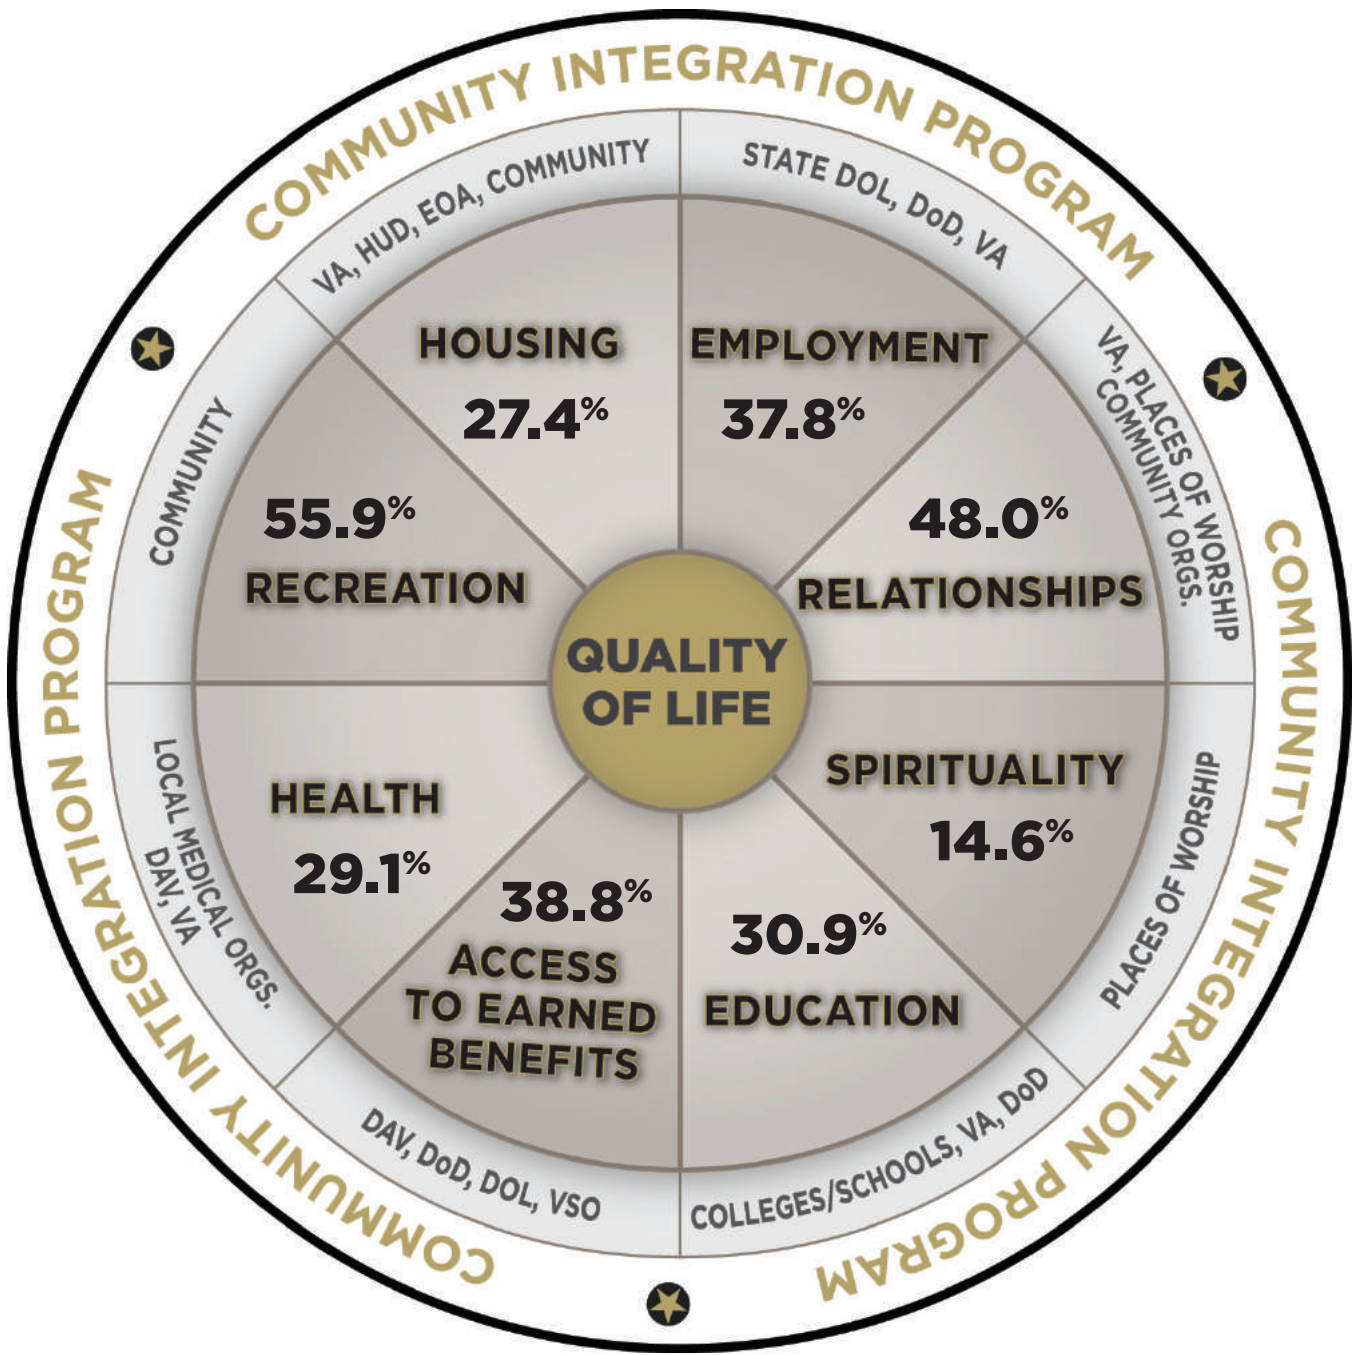 COMMUNITY INTEGRATION PROGRAM
COMMUNITY INTEGRATION PROGRAM
COMMUNITY INTEGRATION PROGRAM
VA, HUD, EOA, COMMUNITY
HOUSING
27.4%
STATE DOL, DoD, VA
EMPLOYMENT
37.8%
VA, PLACES OF WORSHIP
COMMUNITY ORGS.
48.0%
RELATIONSHIPS
PLACES OF WORSHIP
SPIRITUALITY
14.6%
COLLEGES/SCHOOLS, VA, DoD
30.9%
EDUCATION
DAV, DoD, DOL, VSO
38.8%
ACCESS
TO EARNED
BENEFITS
LOCAL MEDICAL ORGS.
DAV, VA
HEALTH
29.1%
COMMUNITY
55.9%
RECREATION
QUALITY
OF LIFE